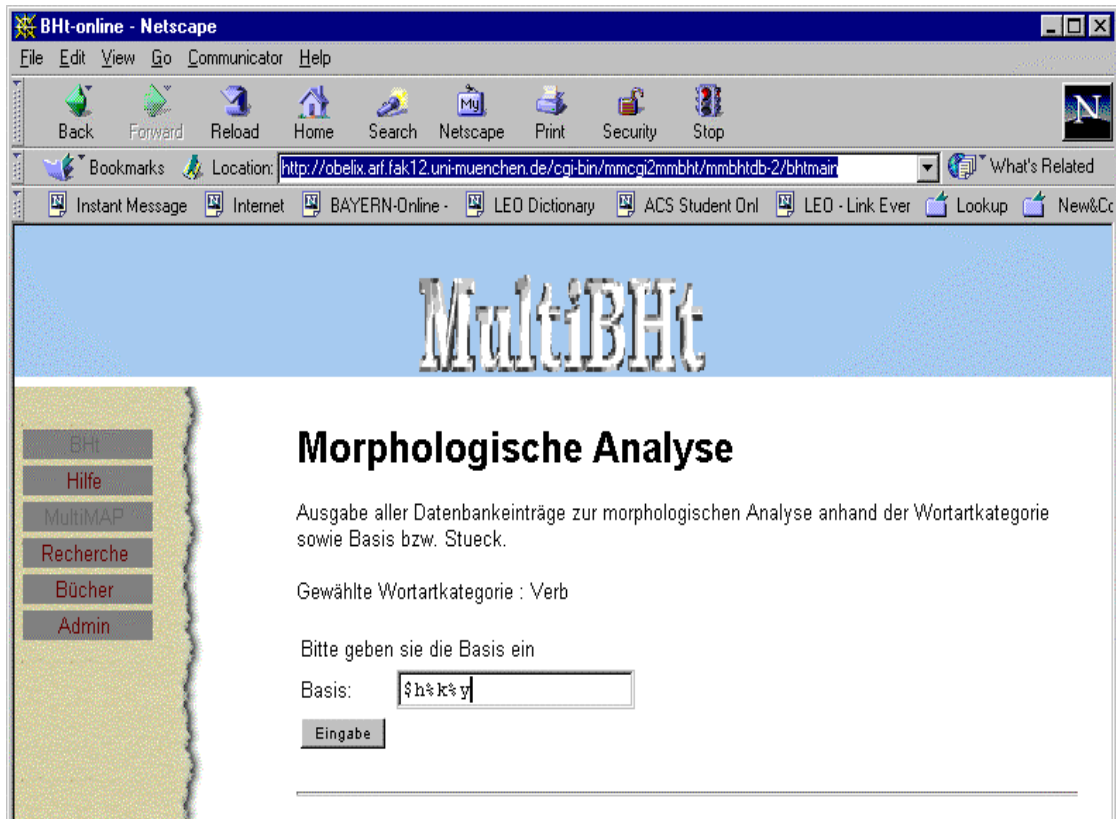 BHt-online - Netscape
File Edit View Go Communicator Help
My
N
Back Forward Reload Home Search Netscape Print Security Stop
Bookmarks Location: http://obelix.arf.fak12.uni-muenchen.de/cgi-bin/mmcgi2mmbht/mmbhtdb-2/bhtmain What's Related
Instant Message Internet BAYERN-Online - LEO Dictionary ACS Student Onl LEO - Link Ever Lookup New&Co
MultiBHt
BHt
Hilfe
MultiMAP
Recherche
Bücher
Admin
Morphologische Analyse
Ausgabe aller Datenbankeinträge zur morphologischen Analyse anhand der Wortartkategorie
sowie Basis bzw. Stueck.
Gewählte Wortartkategorie : Verb
Bitte geben sie die Basis ein
Basis: $h%k%y
Eingabe